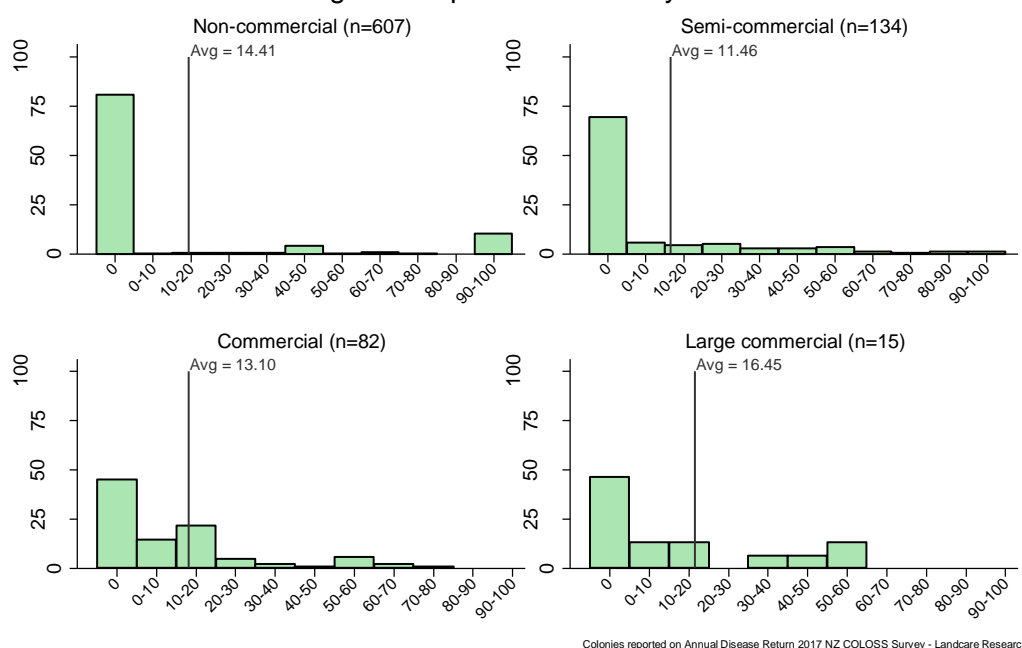 Non-commercial (n=607)
Avg = 14.41
100
75
50
25
0
0 0-10 10-20 20-30 30-40 40-50 50-60 60-70 70-80 80-90 90-100
Semi-commercial (n=134)
Avg = 11.46
100
75
50
25
0
0 0-10 10-20 20-30 30-40 40-50 50-60 60-70 70-80 80-90 90-100
Commercial (n=82)
Avg = 13.10
100
75
50
25
0
0 0-10 10-20 20-30 30-40 40-50 50-60 60-70 70-80 80-90 90-100
Large commercial (n=15)
Avg = 16.45
100
75
50
25
0
0 0-10 10-20 20-30 30-40 40-50 50-60 60-70 70-80 80-90 90-100
Colonies reported on Annual Disease Return 2017 NZ COLOSS Survey - Landcare Researc